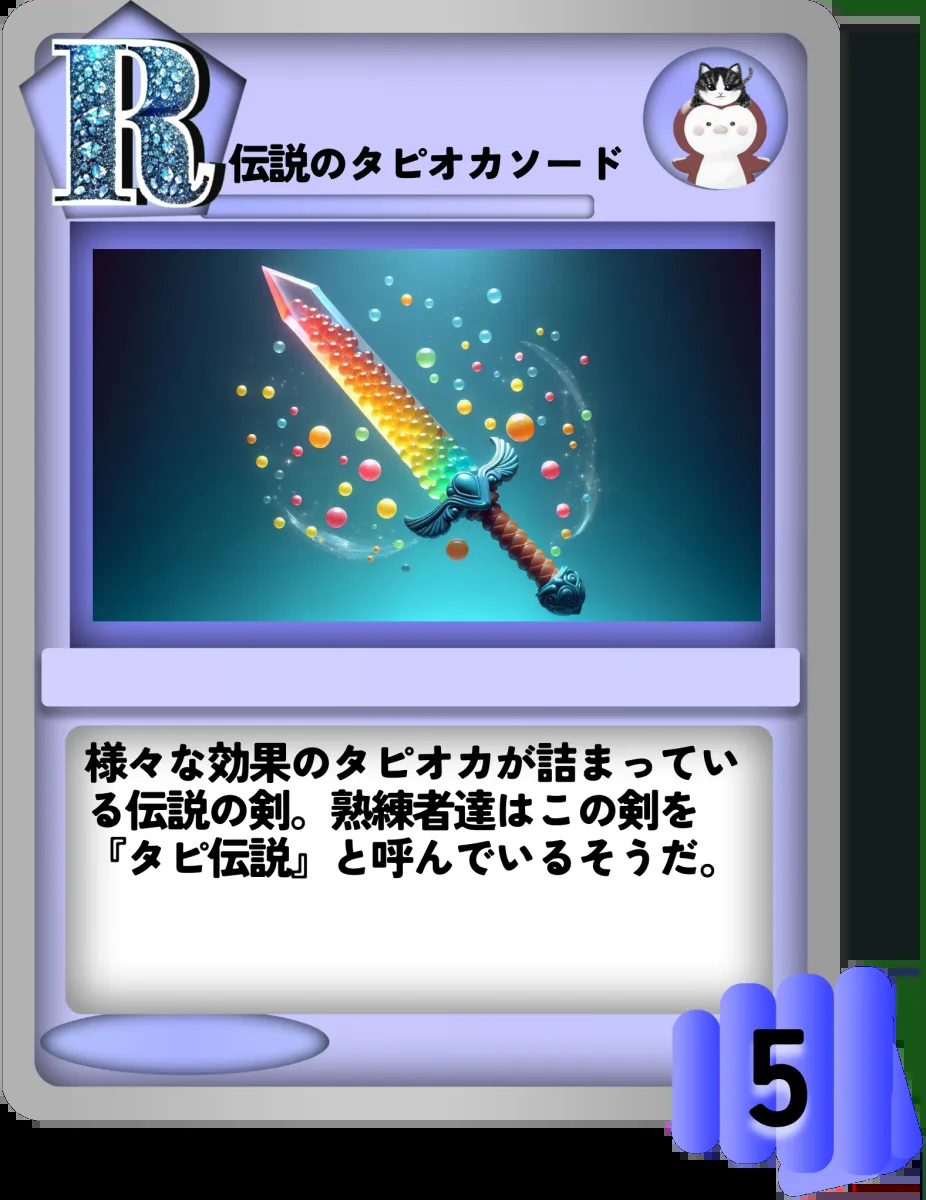 R
伝説のタピオカソード
様々な効果のタピオカが詰まってい
る伝説の剣。熟練者達はこの剣を
『タピ伝説』と呼んでいるそうだ。
5